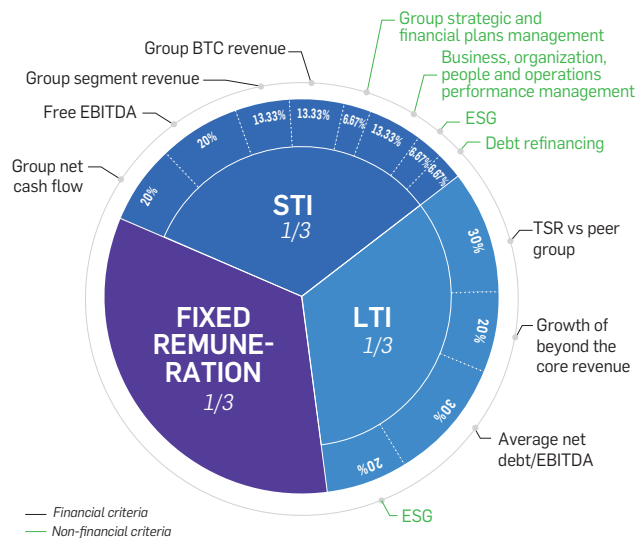 Group strategic
and financial plans management
Group BTC revenue
Business, organization,
people and operations
performance management
Group segment revenue
Free EBITDA
ESG
Debt refinancing
Group net
cash flow
20%
20%
13.33%
13.33%
6.67%
13.33%
6.67%
6.67%
STI
1/3
TSR vs peer
group
30%
FIXED
REMUNE-
RATION
1/3
LTI
1/3
20%
Growth of
beyond the
core revenue
30%
Average net
debt/EBITDA
20%
ESG
Financial criteria
Non-financial criteria